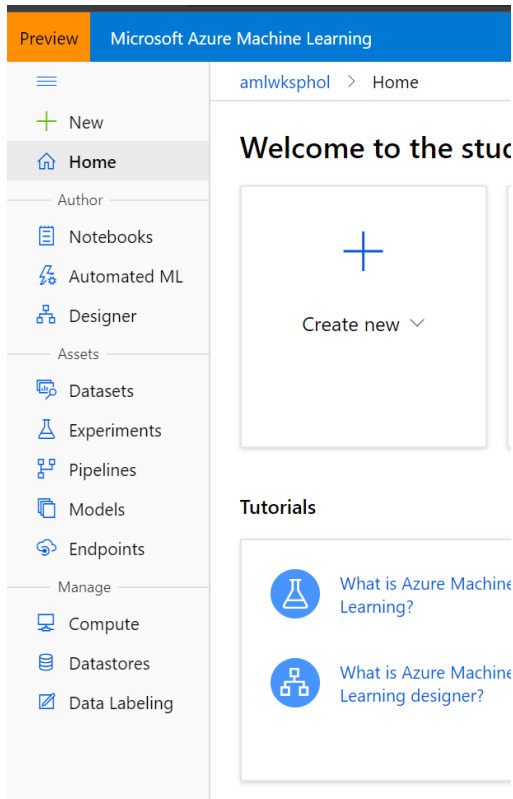 Preview
Microsoft Azure Machine Learning
amlwksphol > Home
New
Home
Author
Notebooks
Automated ML
Designer
Assets
Datasets
Experiments
Pipelines
Models
Endpoints
Manage
Compute
Datastores
Data Labeling
Welcome to the stud
Create new
Tutorials
What is Azure Machine
Learning?
What is Azure Machine
Learning designer?